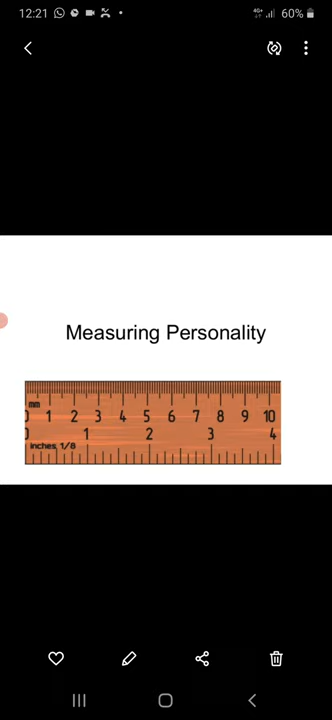 12:21
4G+ 60%
Measuring Personality
mm
0 1 2 3 4 5 6 7 8 9 10
0 1 2 3 4
inches 1/8